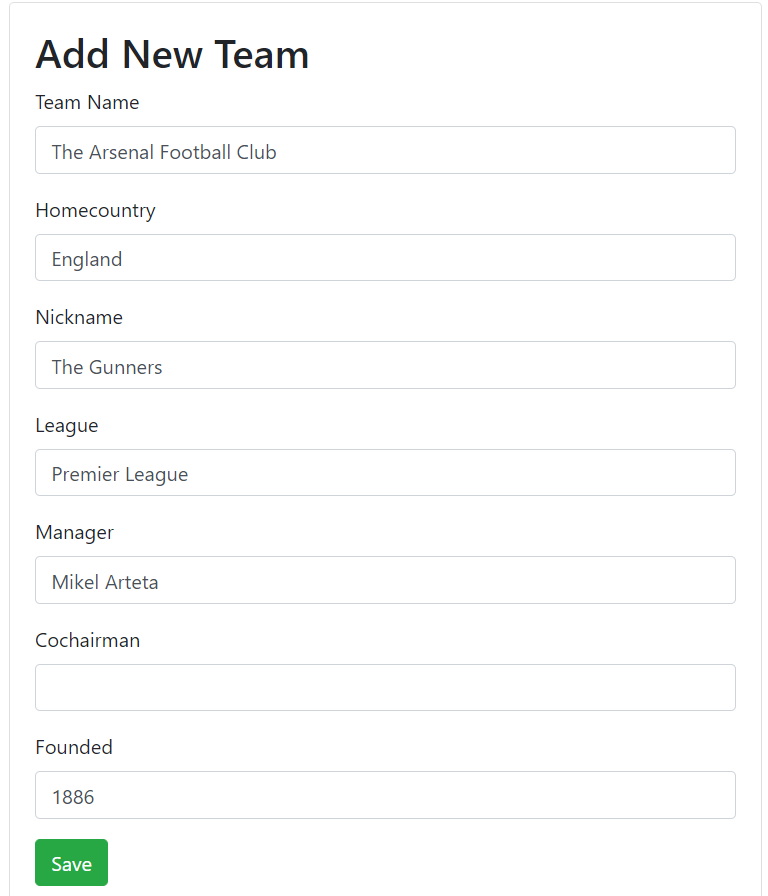 Add New Team
Team Name
The Arsenal Football Club
Homecountry
England
Nickname
The Gunners
League
Premier League
Manager
Mikel Arteta
Cochairman
Founded
1886
Save